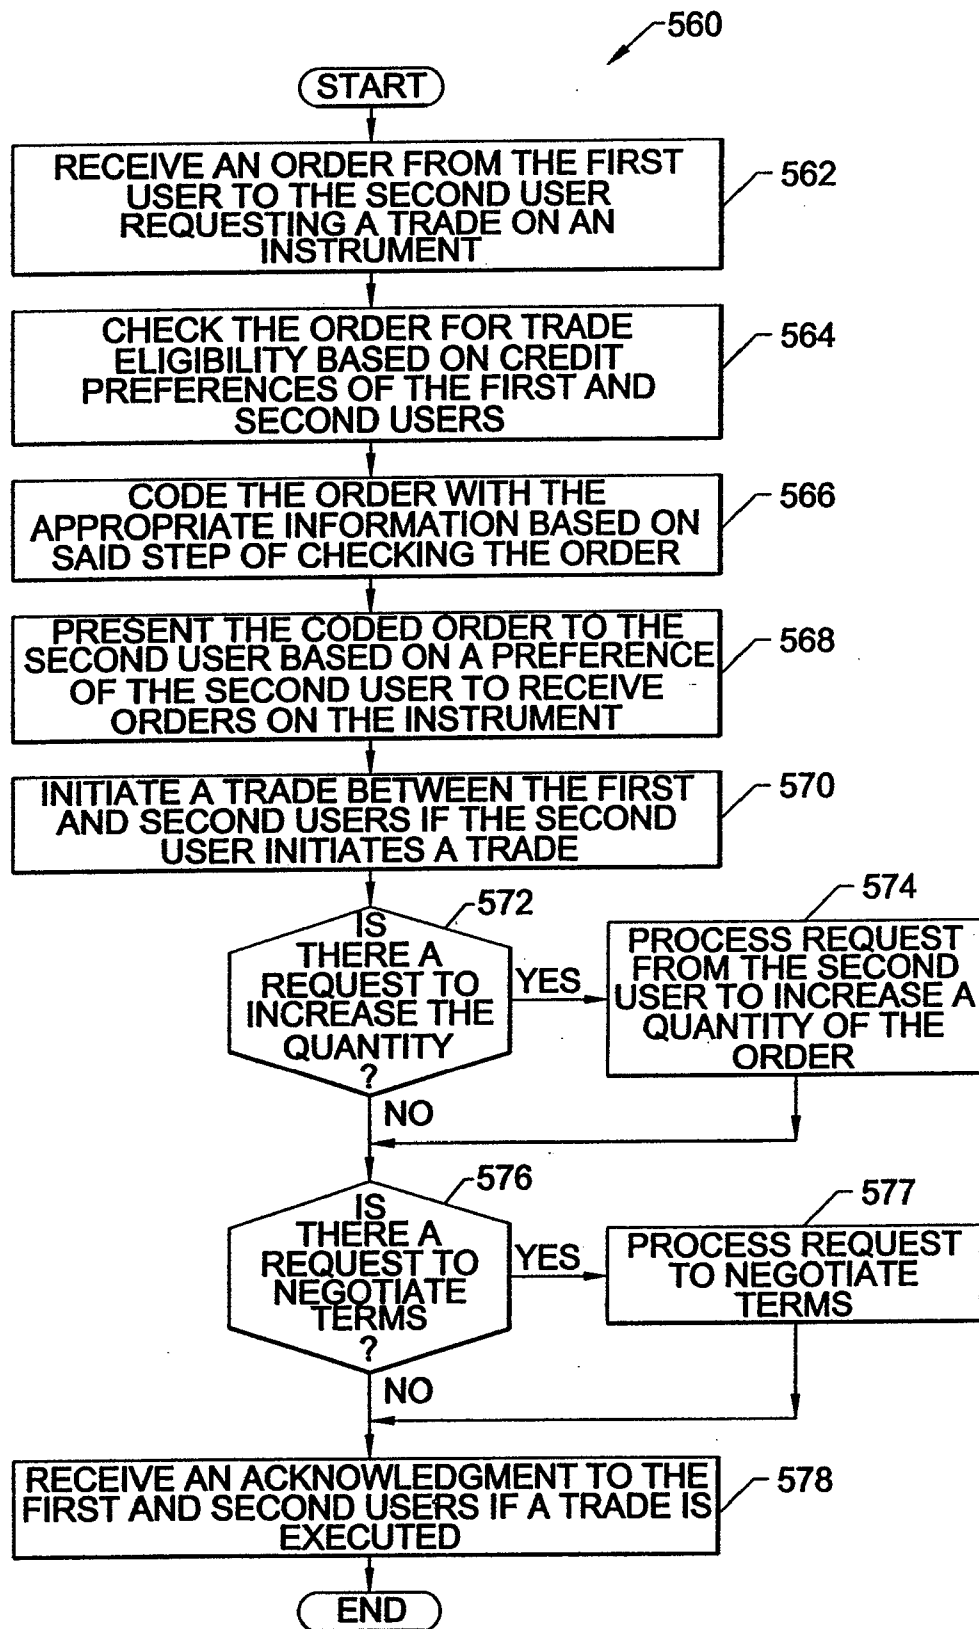 560
START
RECEIVE AN ORDER FROM THE FIRST
USER TO THE SECOND USER
REQUESTING A TRADE ON AN
INSTRUMENT
562
CHECK THE ORDER FOR TRADE
ELIGIBILITY BASED ON CREDIT
PREFERENCES OF THE FIRST AND
SECOND USERS
564
CODE THE ORDER WITH THE
APPROPRIATE INFORMATION BASED ON
SAID STEP OF CHECKING THE ORDER
566
PRESENT THE CODED ORDER TO THE
SECOND USER BASED ON A PREFERENCE
OF THE SECOND USER TO RECEIVE
ORDERS ON THE INSTRUMENT
568
INITIATE A TRADE BETWEEN THE FIRST
AND SECOND USERS IF THE SECOND
USER INITIATES A TRADE
570
572
IS
THERE A
REQUEST TO
INCREASE THE
QUANTITY
?
YES
574
PROCESS REQUEST
FROM THE SECOND
USER TO INCREASE A
QUANTITY OF THE
ORDER
NO
576
IS
THERE A
REQUEST TO
NEGOTIATE
TERMS
?
YES
577
PROCESS REQUEST
TO NEGOTIATE
TERMS
NO
RECEIVE AN ACKNOWLEDGMENT TO THE
FIRST AND SECOND USERS IF A TRADE IS
EXECUTED
578
END